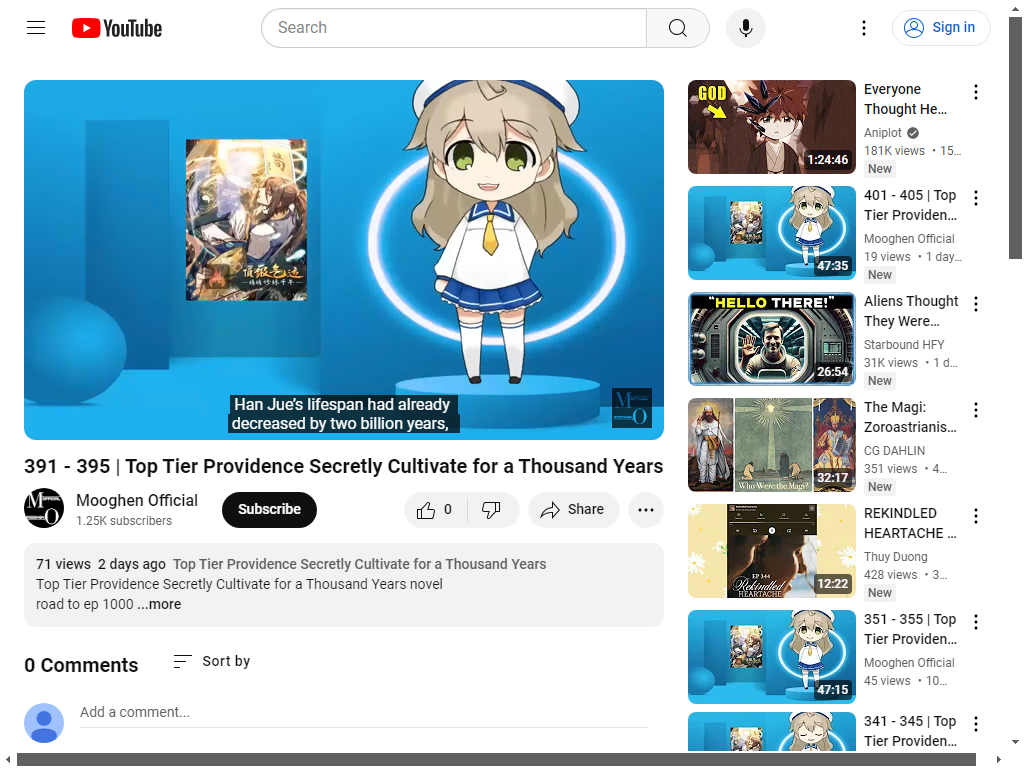 YouTube
Search
Sign in
Han Jue's lifespan had already
decreased by two billion years,
391 - 395 | Top Tier Providence Secretly Cultivate for a Thousand Years
Mooghen Official
1.25K subscribers
Subscribe
0
Share
71 views 2 days ago Top Tier Providence Secretly Cultivate for a Thousand Years
Top Tier Providence Secretly Cultivate for a Thousand Years novel
road to ep 1000 ...more
0 Comments
Sort by
Add a comment...
GOD
1:24:46
Everyone
Thought He...
Aniplot
181K views • 15...
New
47:35
401 - 405 | Top
Tier Providen...
Mooghen Official
19 views • 1 day...
New
"HELLO THERE!"
26:54
Aliens Thought
They Were...
Starbound HFY
31K views • 1 d...
New
Who Were the Magi?
32:17
The Magi:
Zoroastrianis...
CG DAHLIN
351 views • 4...
New
EP 344
Rekindled
HEARTACHE
12:22
REKINDLED
HEARTACHE ...
Thuy Duong
428 views • 3...
New
47:15
351 - 355 | Top
Tier Providen...
Mooghen Official
45 views • 10...
341 - 345 | Top
Tier Providen...